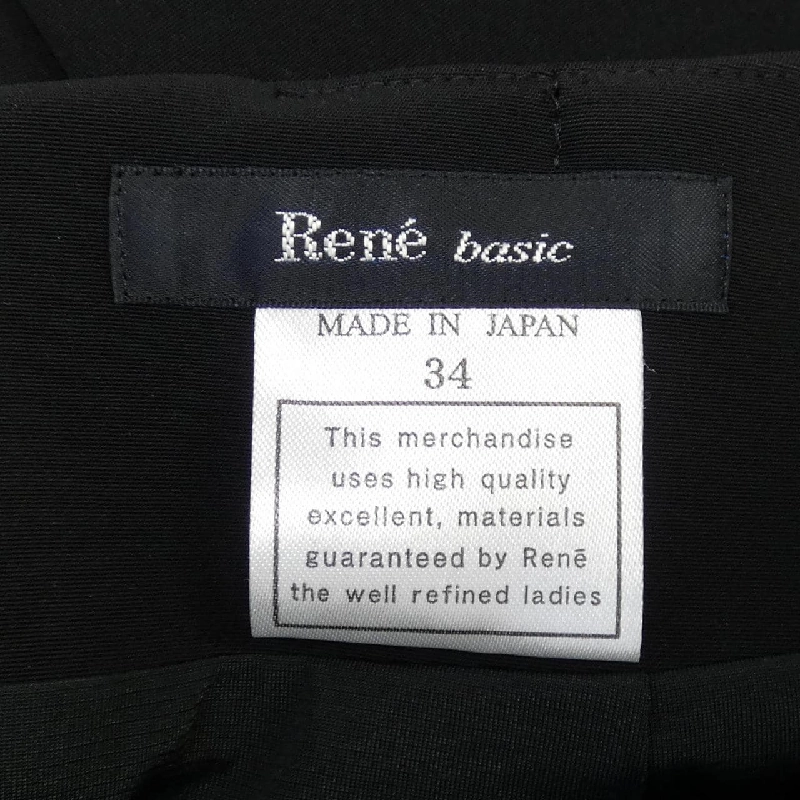 René basic
MADE IN JAPAN
34
This merchandise
uses high quality
excellent, materials
guaranteed by Renē
the well refined ladies